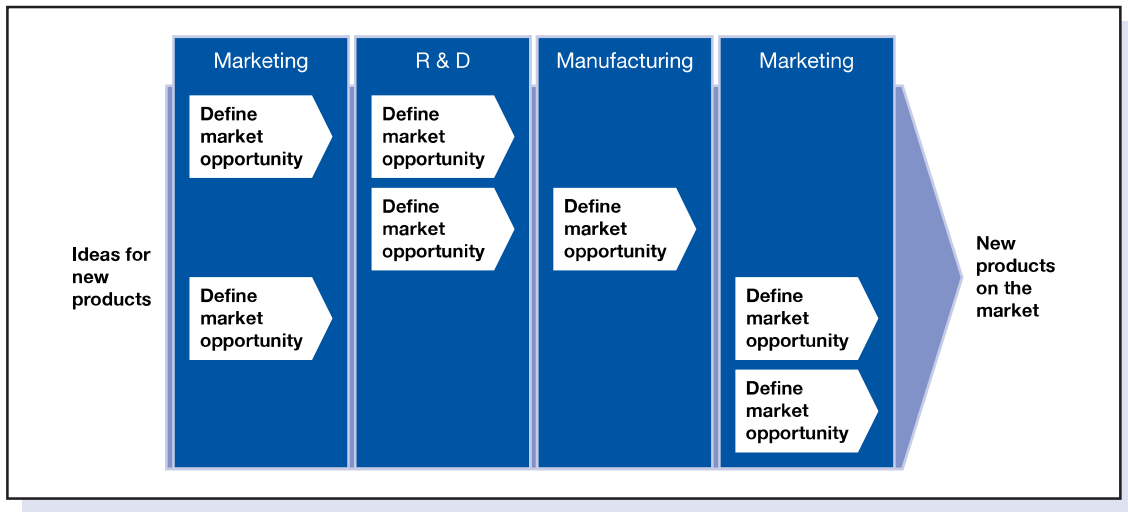 Marketing
R & D
Manufacturing
Marketing
Define
market
opportunity
Define
market
opportunity
Define
market
opportunity
Define
market
opportunity
Ideas for
new
products
Define
market
opportunity
Define
market
opportunity
Define
market
opportunity
New
products
on the
market